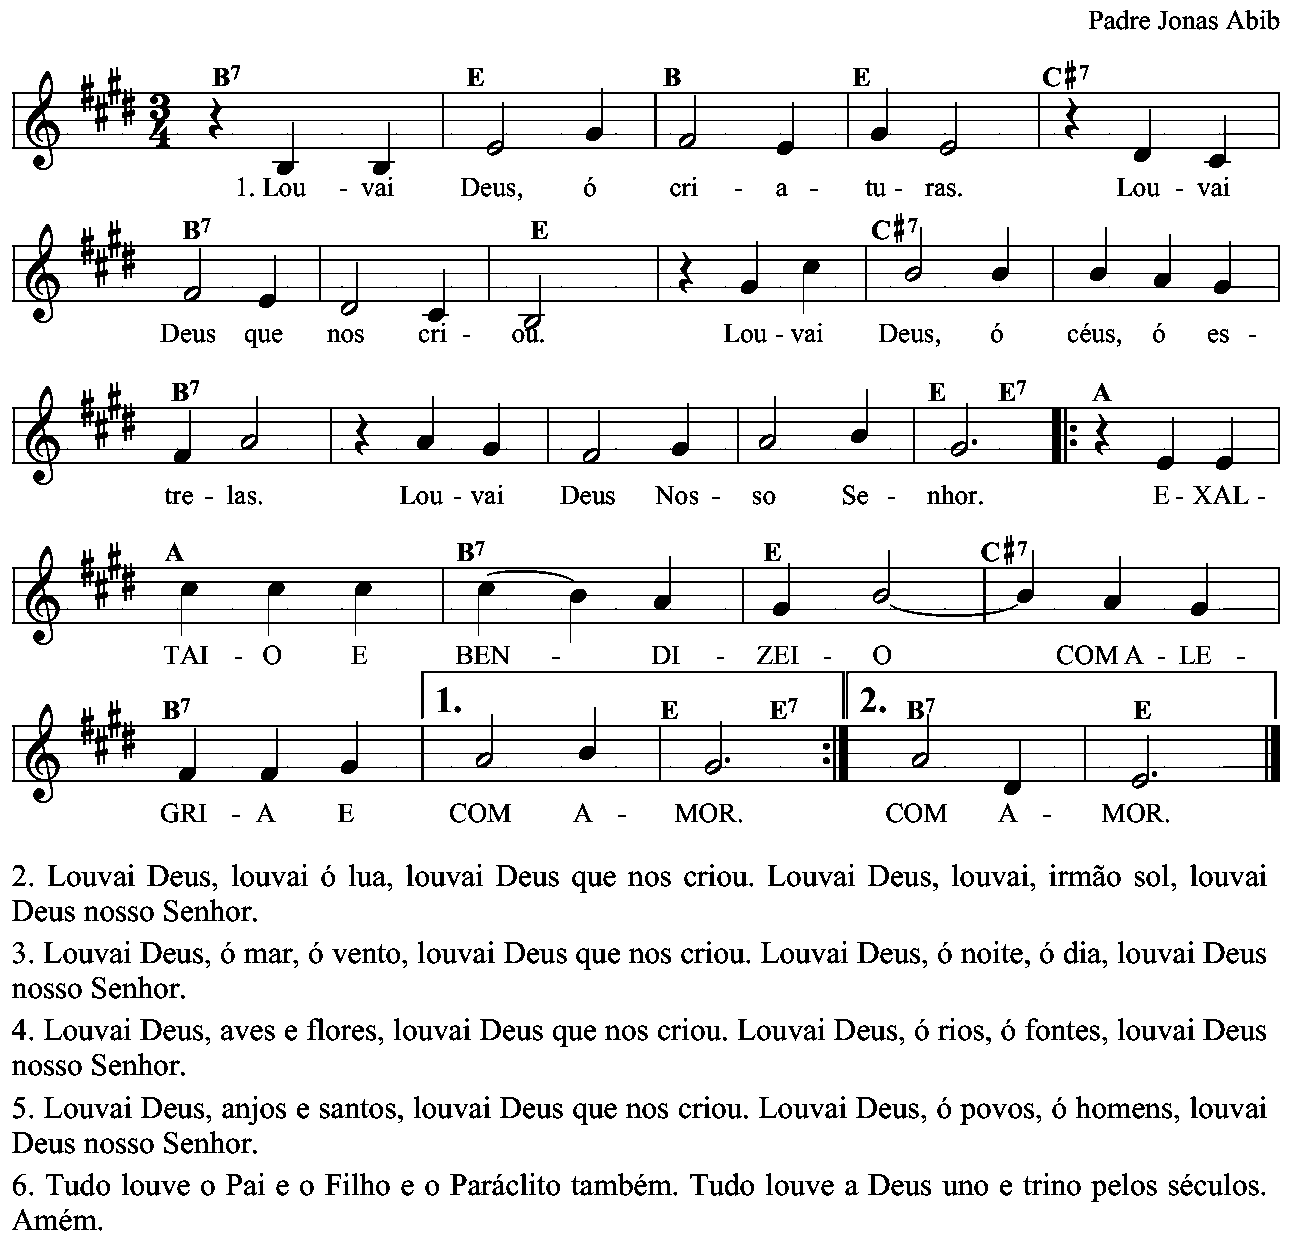 Padre Jonas Abib
B7 E B E C#7
1. Lou - vai Deus, ó cri - a - tu - ras. Lou - vai
B7 E C#7
Deus que nos cri - ou. Lou - vai Deus, ó céus, ó es -
B7 E E7 A
tre - las. Lou - vai Deus Nos - so Se - nhor. E - XAL -
A B7 E C#7
TAI - O E BEN - DI - ZEI - O COM A - LE -
B7 1. E E7 2. B7 E
GRI - A E COM A - MOR. COM A - MOR.
2. Louvai Deus, louvai ó lua, louvai Deus que nos criou. Louvai Deus, louvai, irmão sol, louvai
Deus nosso Senhor.
3. Louvai Deus, ó mar, ó vento, louvai Deus que nos criou. Louvai Deus, ó noite, ó dia, louvai Deus
nosso Senhor.
4. Louvai Deus, aves e flores, louvai Deus que nos criou. Louvai Deus, ó rios, ó fontes, louvai Deus
nosso Senhor.
5. Louvai Deus, anjos e santos, louvai Deus que nos criou. Louvai Deus, ó povos, ó homens, louvai
Deus nosso Senhor.
6. Tudo louve o Pai e o Filho e o Paráclito também. Tudo louve a Deus uno e trino pelos séculos.
Amém.